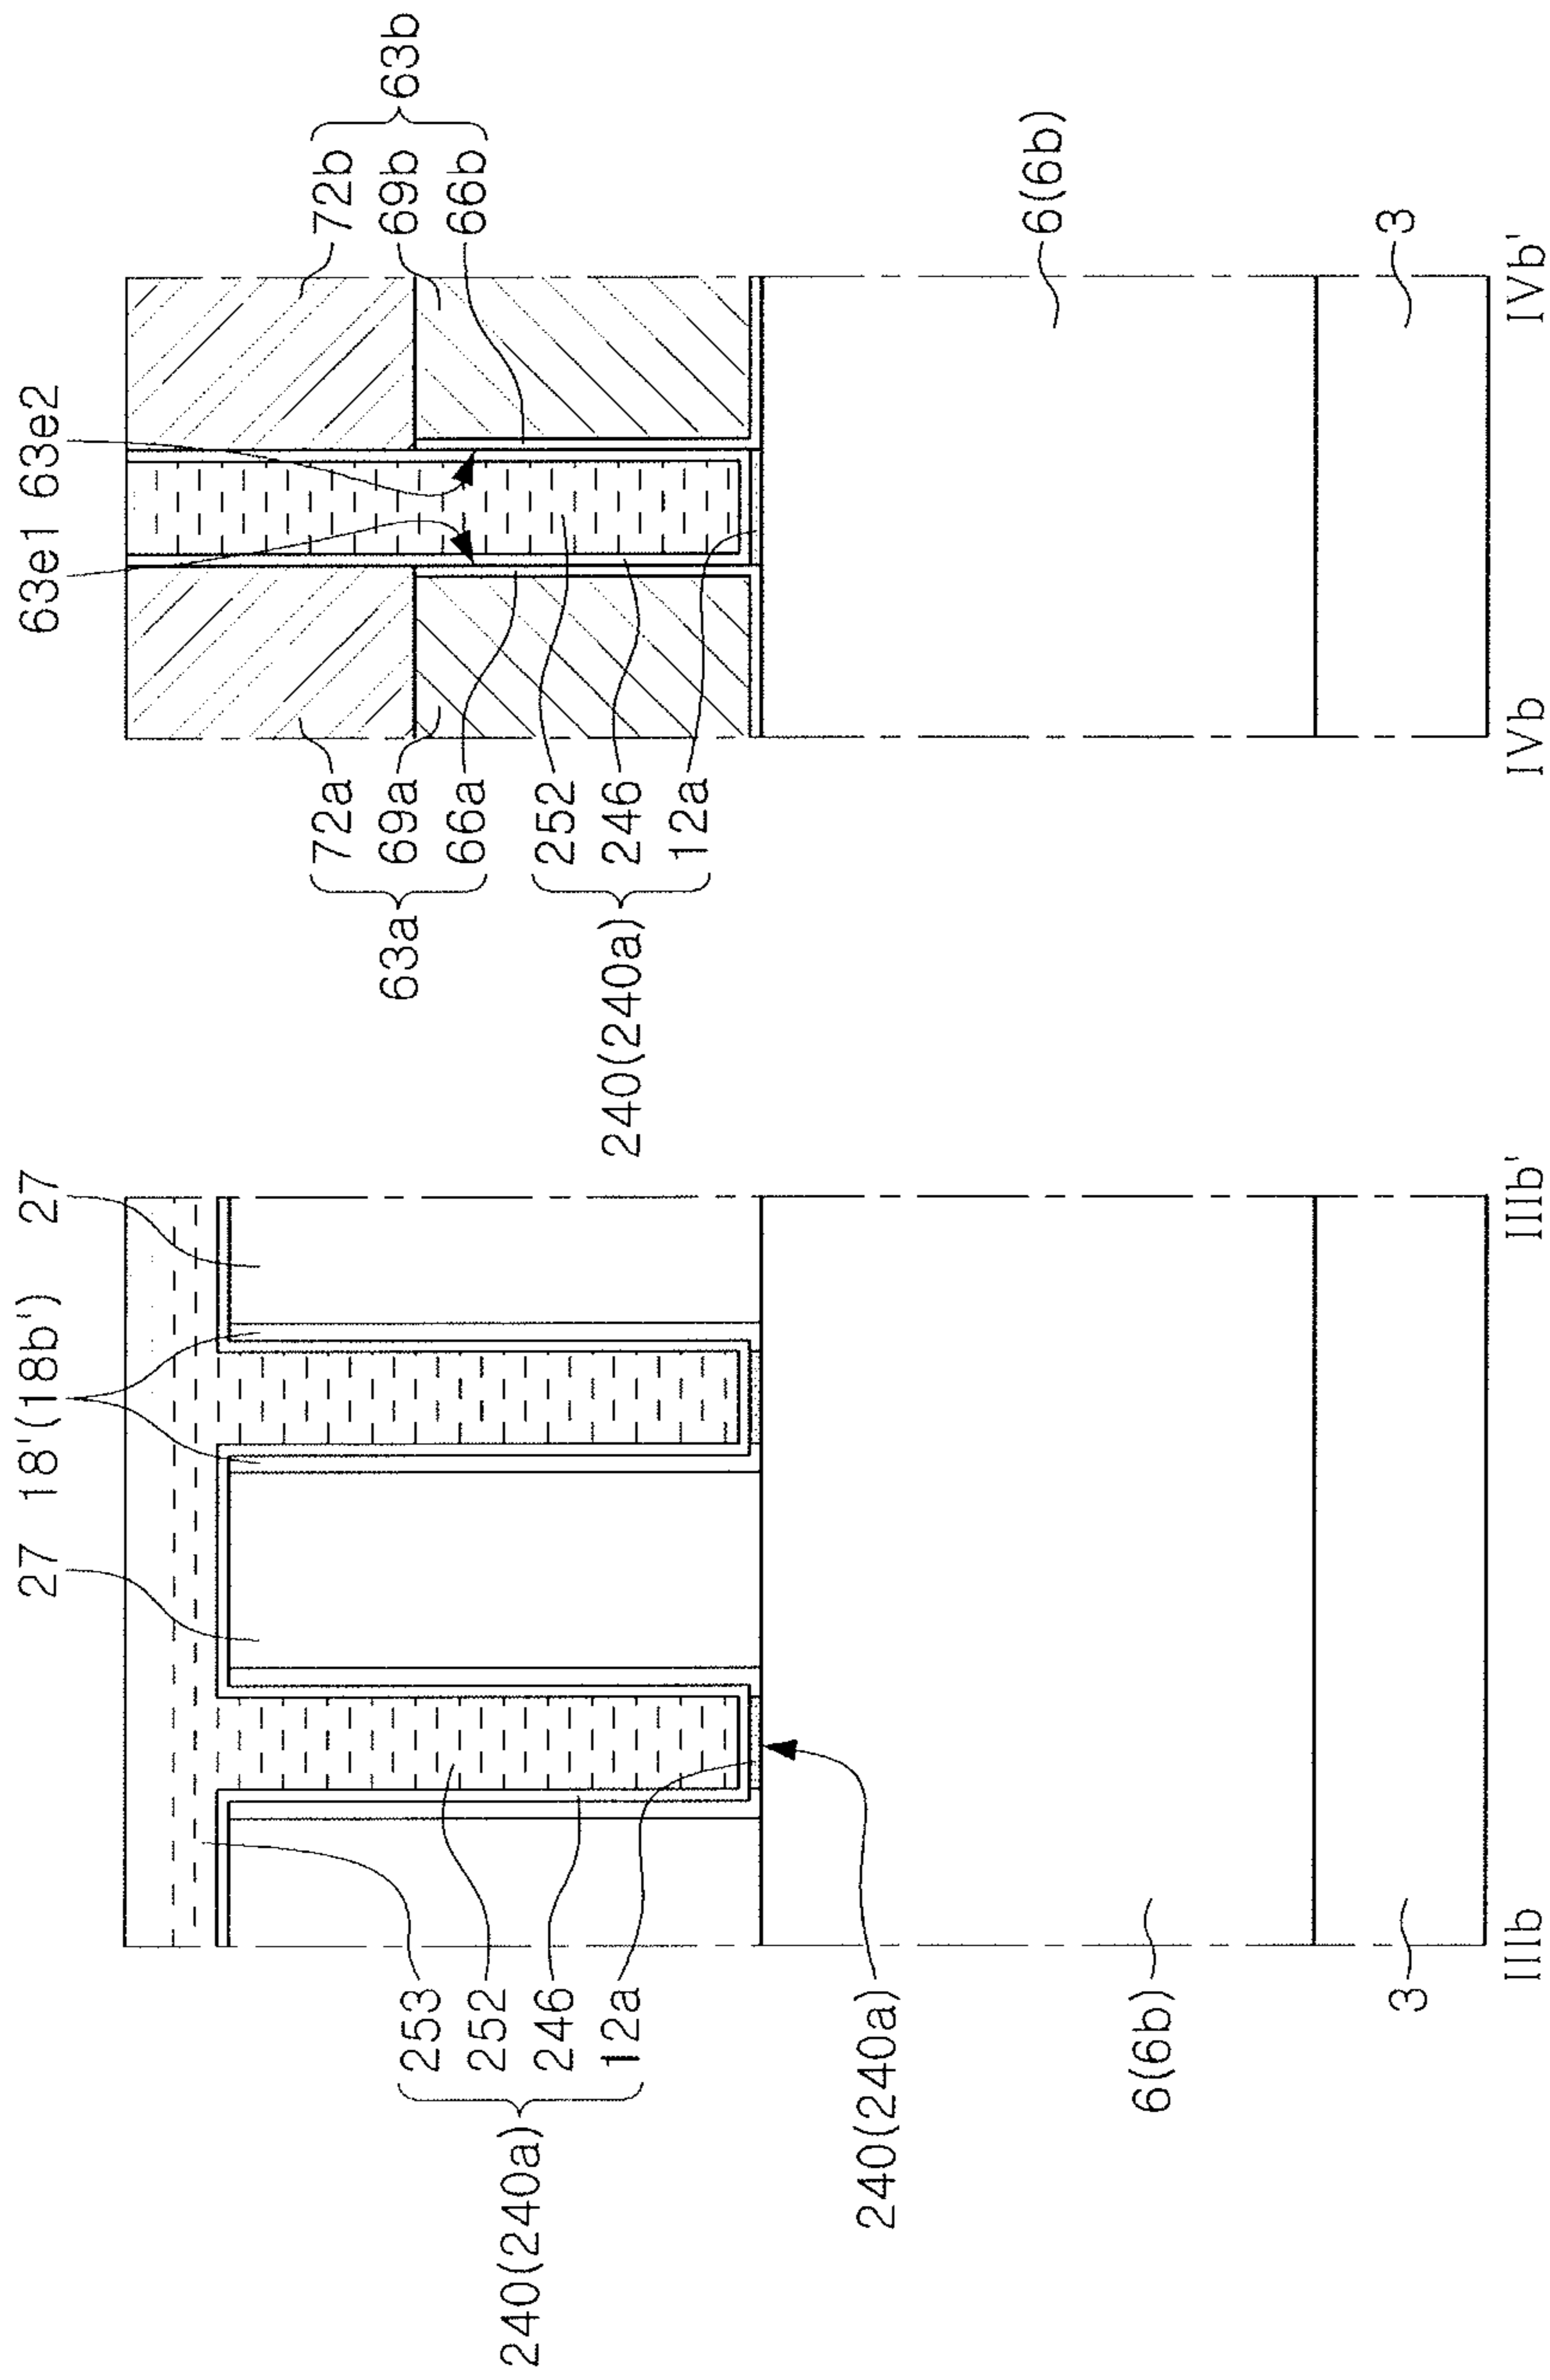 27 18'(18b') 27
63e1 63e2
253
252
246
12a
240(240a)
240(240a)
6(6b)
3
72a
69a
66a
63a
252
246
12a
240(240a)
72b
69b
66b
63b
6(6b)
3
IIIb IIIb'
IVb IVb'